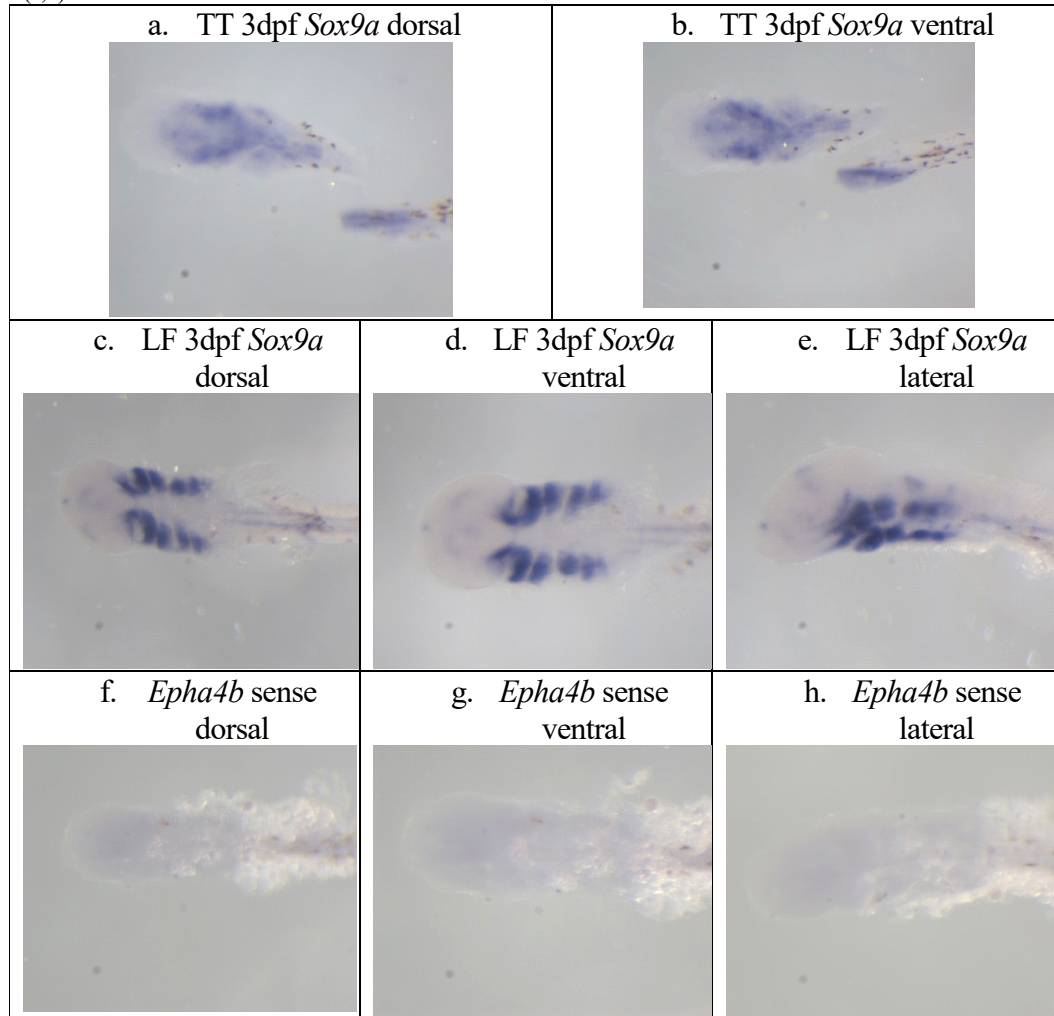 a. TT 3dpf Sox9a dorsal
b. TT 3dpf Sox9a ventral
c. LF 3dpf Sox9a
dorsal
d. LF 3dpf Sox9a
ventral
e. LF 3dpf Sox9a
lateral
f. Epha4b sense
dorsal
g. Epha4b sense
ventral
h. Epha4b sense
lateral